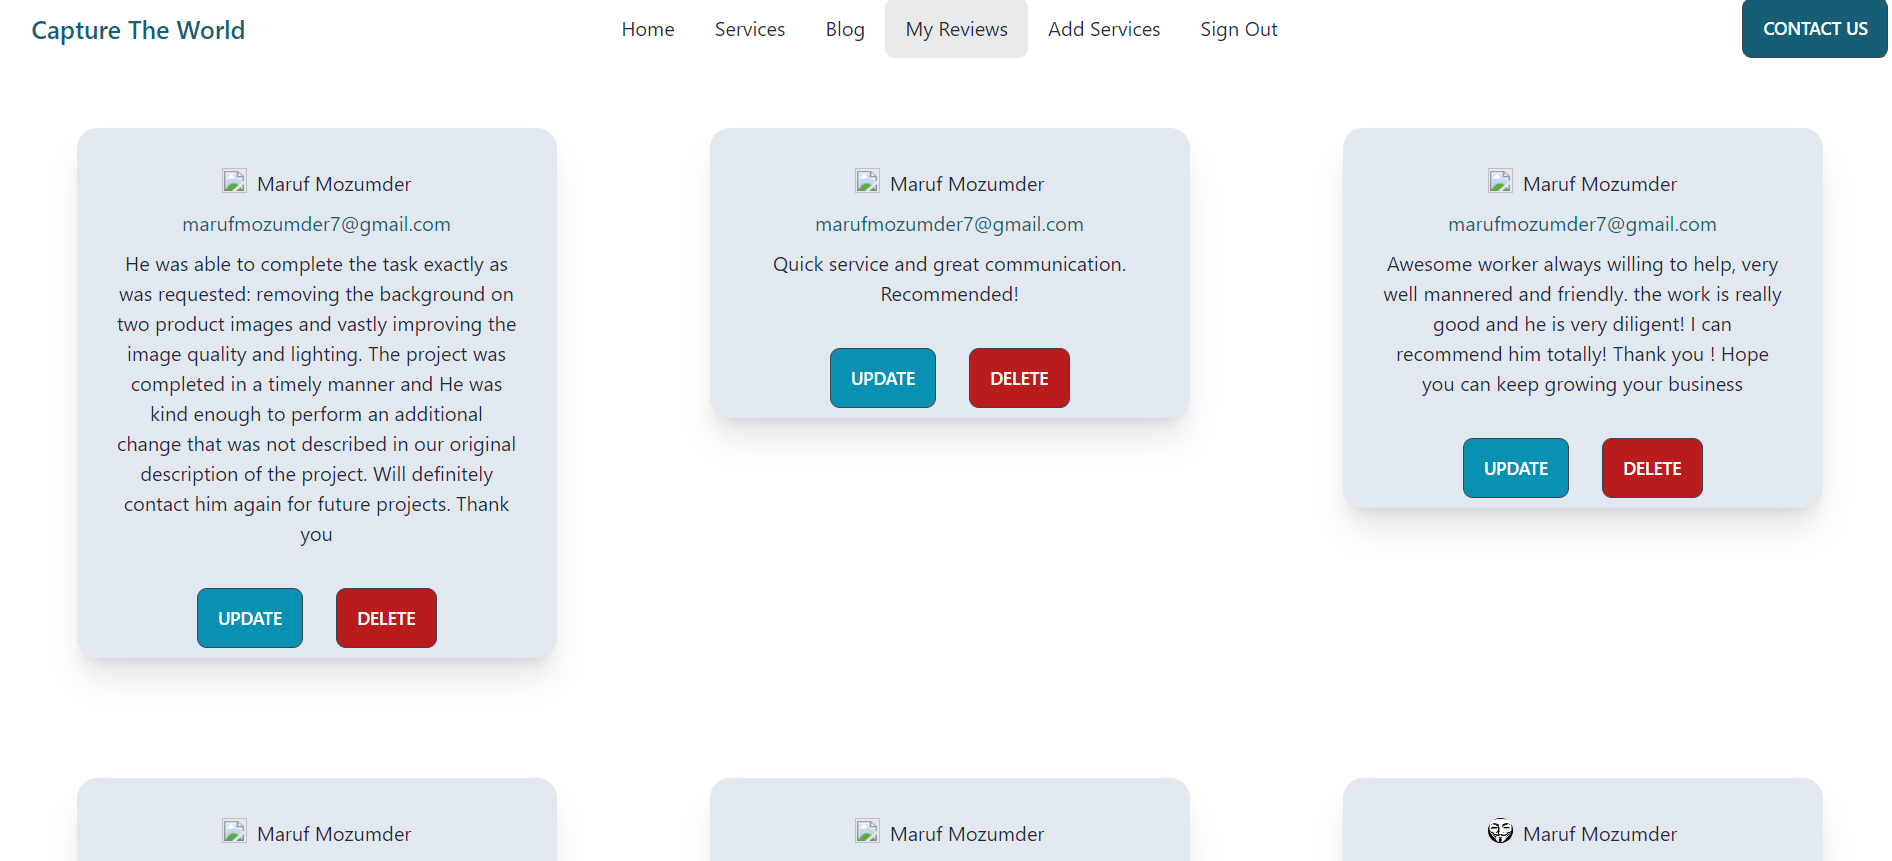 Capture The World
Home
Services
Blog
My Reviews
Add Services
Sign Out
CONTACT US
Maruf Mozumder
marufmozumder7@gmail.com
He was able to complete the task exactly as
was requested: removing the background on
two product images and vastly improving the
image quality and lighting. The project was
completed in a timely manner and He was
kind enough to perform an additional
change that was not described in our original
description of the project. Will definitely
contact him again for future projects. Thank
you
UPDATE
DELETE
Maruf Mozumder
marufmozumder7@gmail.com
Quick service and great communication.
Recommended!
UPDATE
DELETE
Maruf Mozumder
marufmozumder7@gmail.com
Awesome worker always willing to help, very
well mannered and friendly. the work is really
good and he is very diligent! I can
recommend him totally! Thank you ! Hope
you can keep growing your business
UPDATE
DELETE
Maruf Mozumder
Maruf Mozumder
Maruf Mozumder